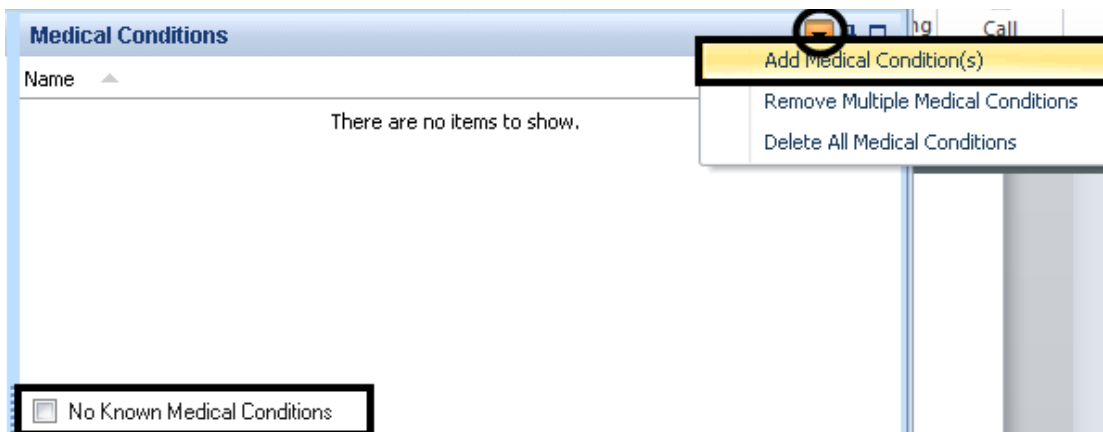 Medical Conditions
ng Call
Add Medical Condition(s)
Name
Remove Multiple Medical Conditions
There are no items to show.
Delete All Medical Conditions
No Known Medical Conditions